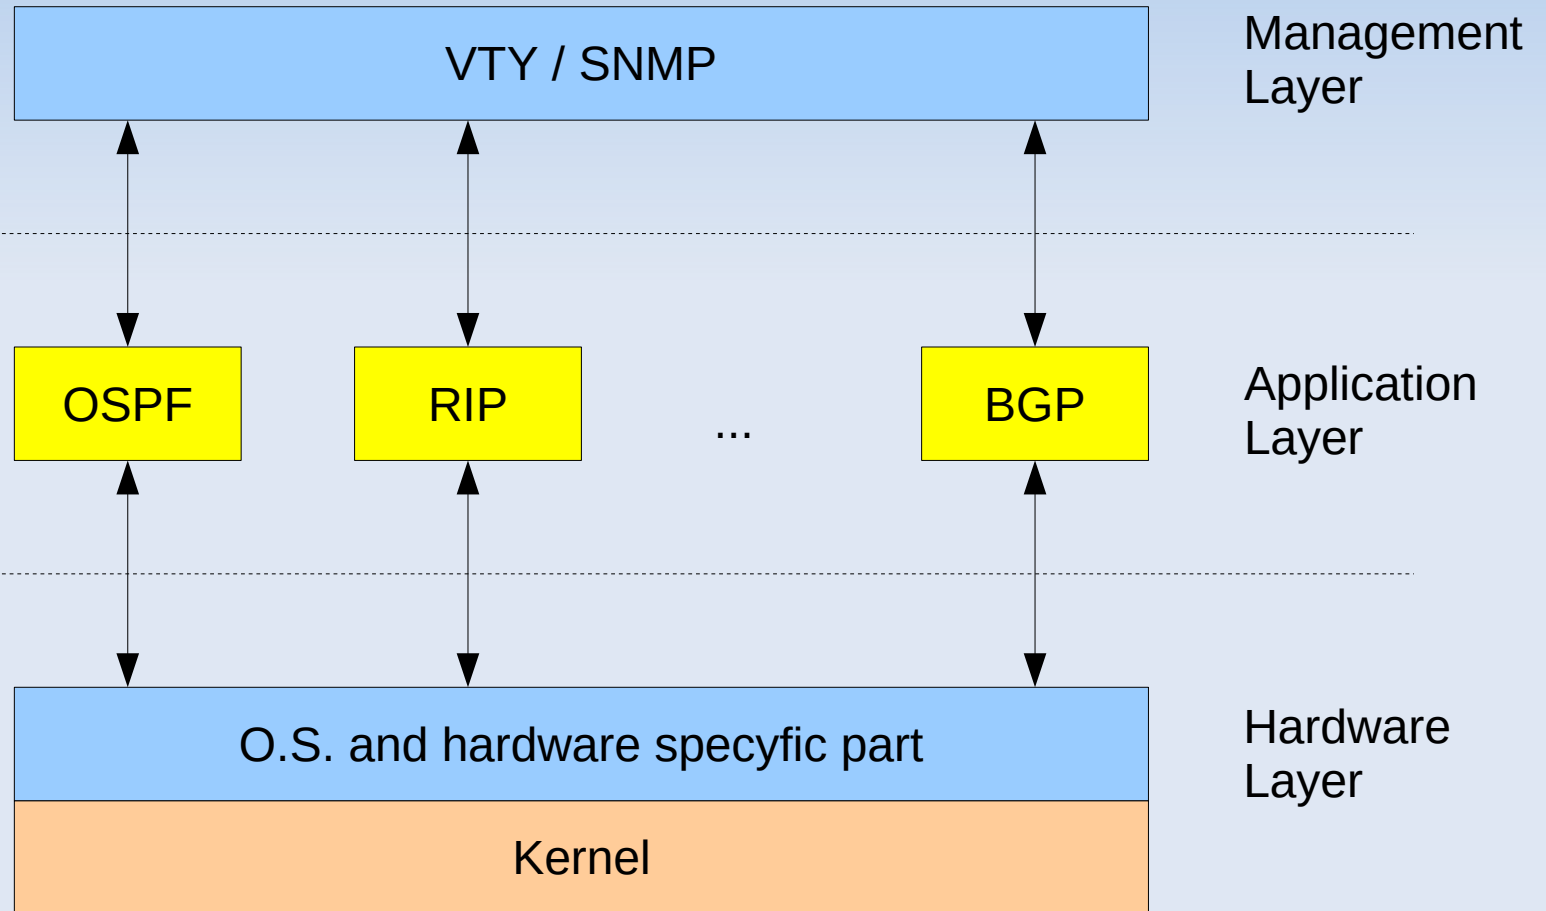 VTY / SNMP
Management
Layer
OSPF
RIP
...
BGP
Application
Layer
O.S. and hardware specyfic part
Hardware
Layer
Kernel